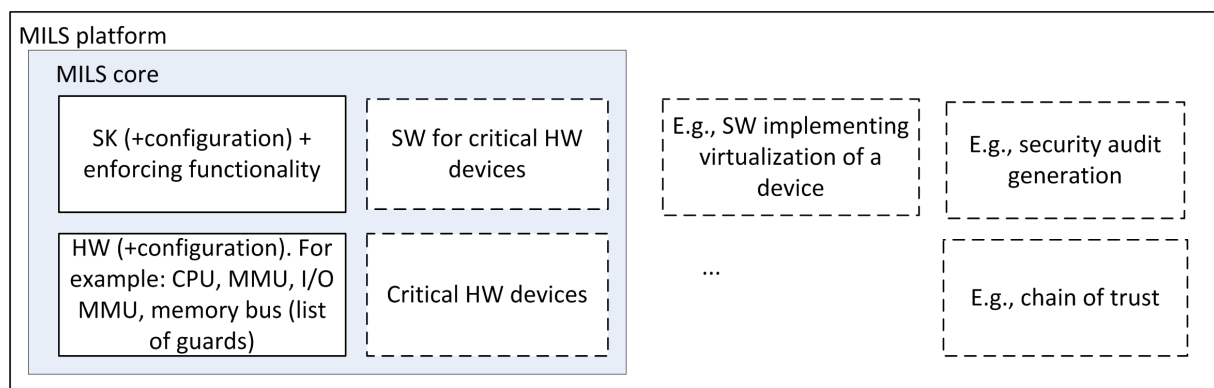 MILS platform
MILS core
SK (+configuration) +
enforcing functionality
SW for critical HW
devices
E.g., SW implementing
virtualization of a
device
E.g., security audit
generation
HW (+configuration). For
example: CPU, MMU, I/O
MMU, memory bus (list
of guards)
Critical HW devices
...
E.g., chain of trust